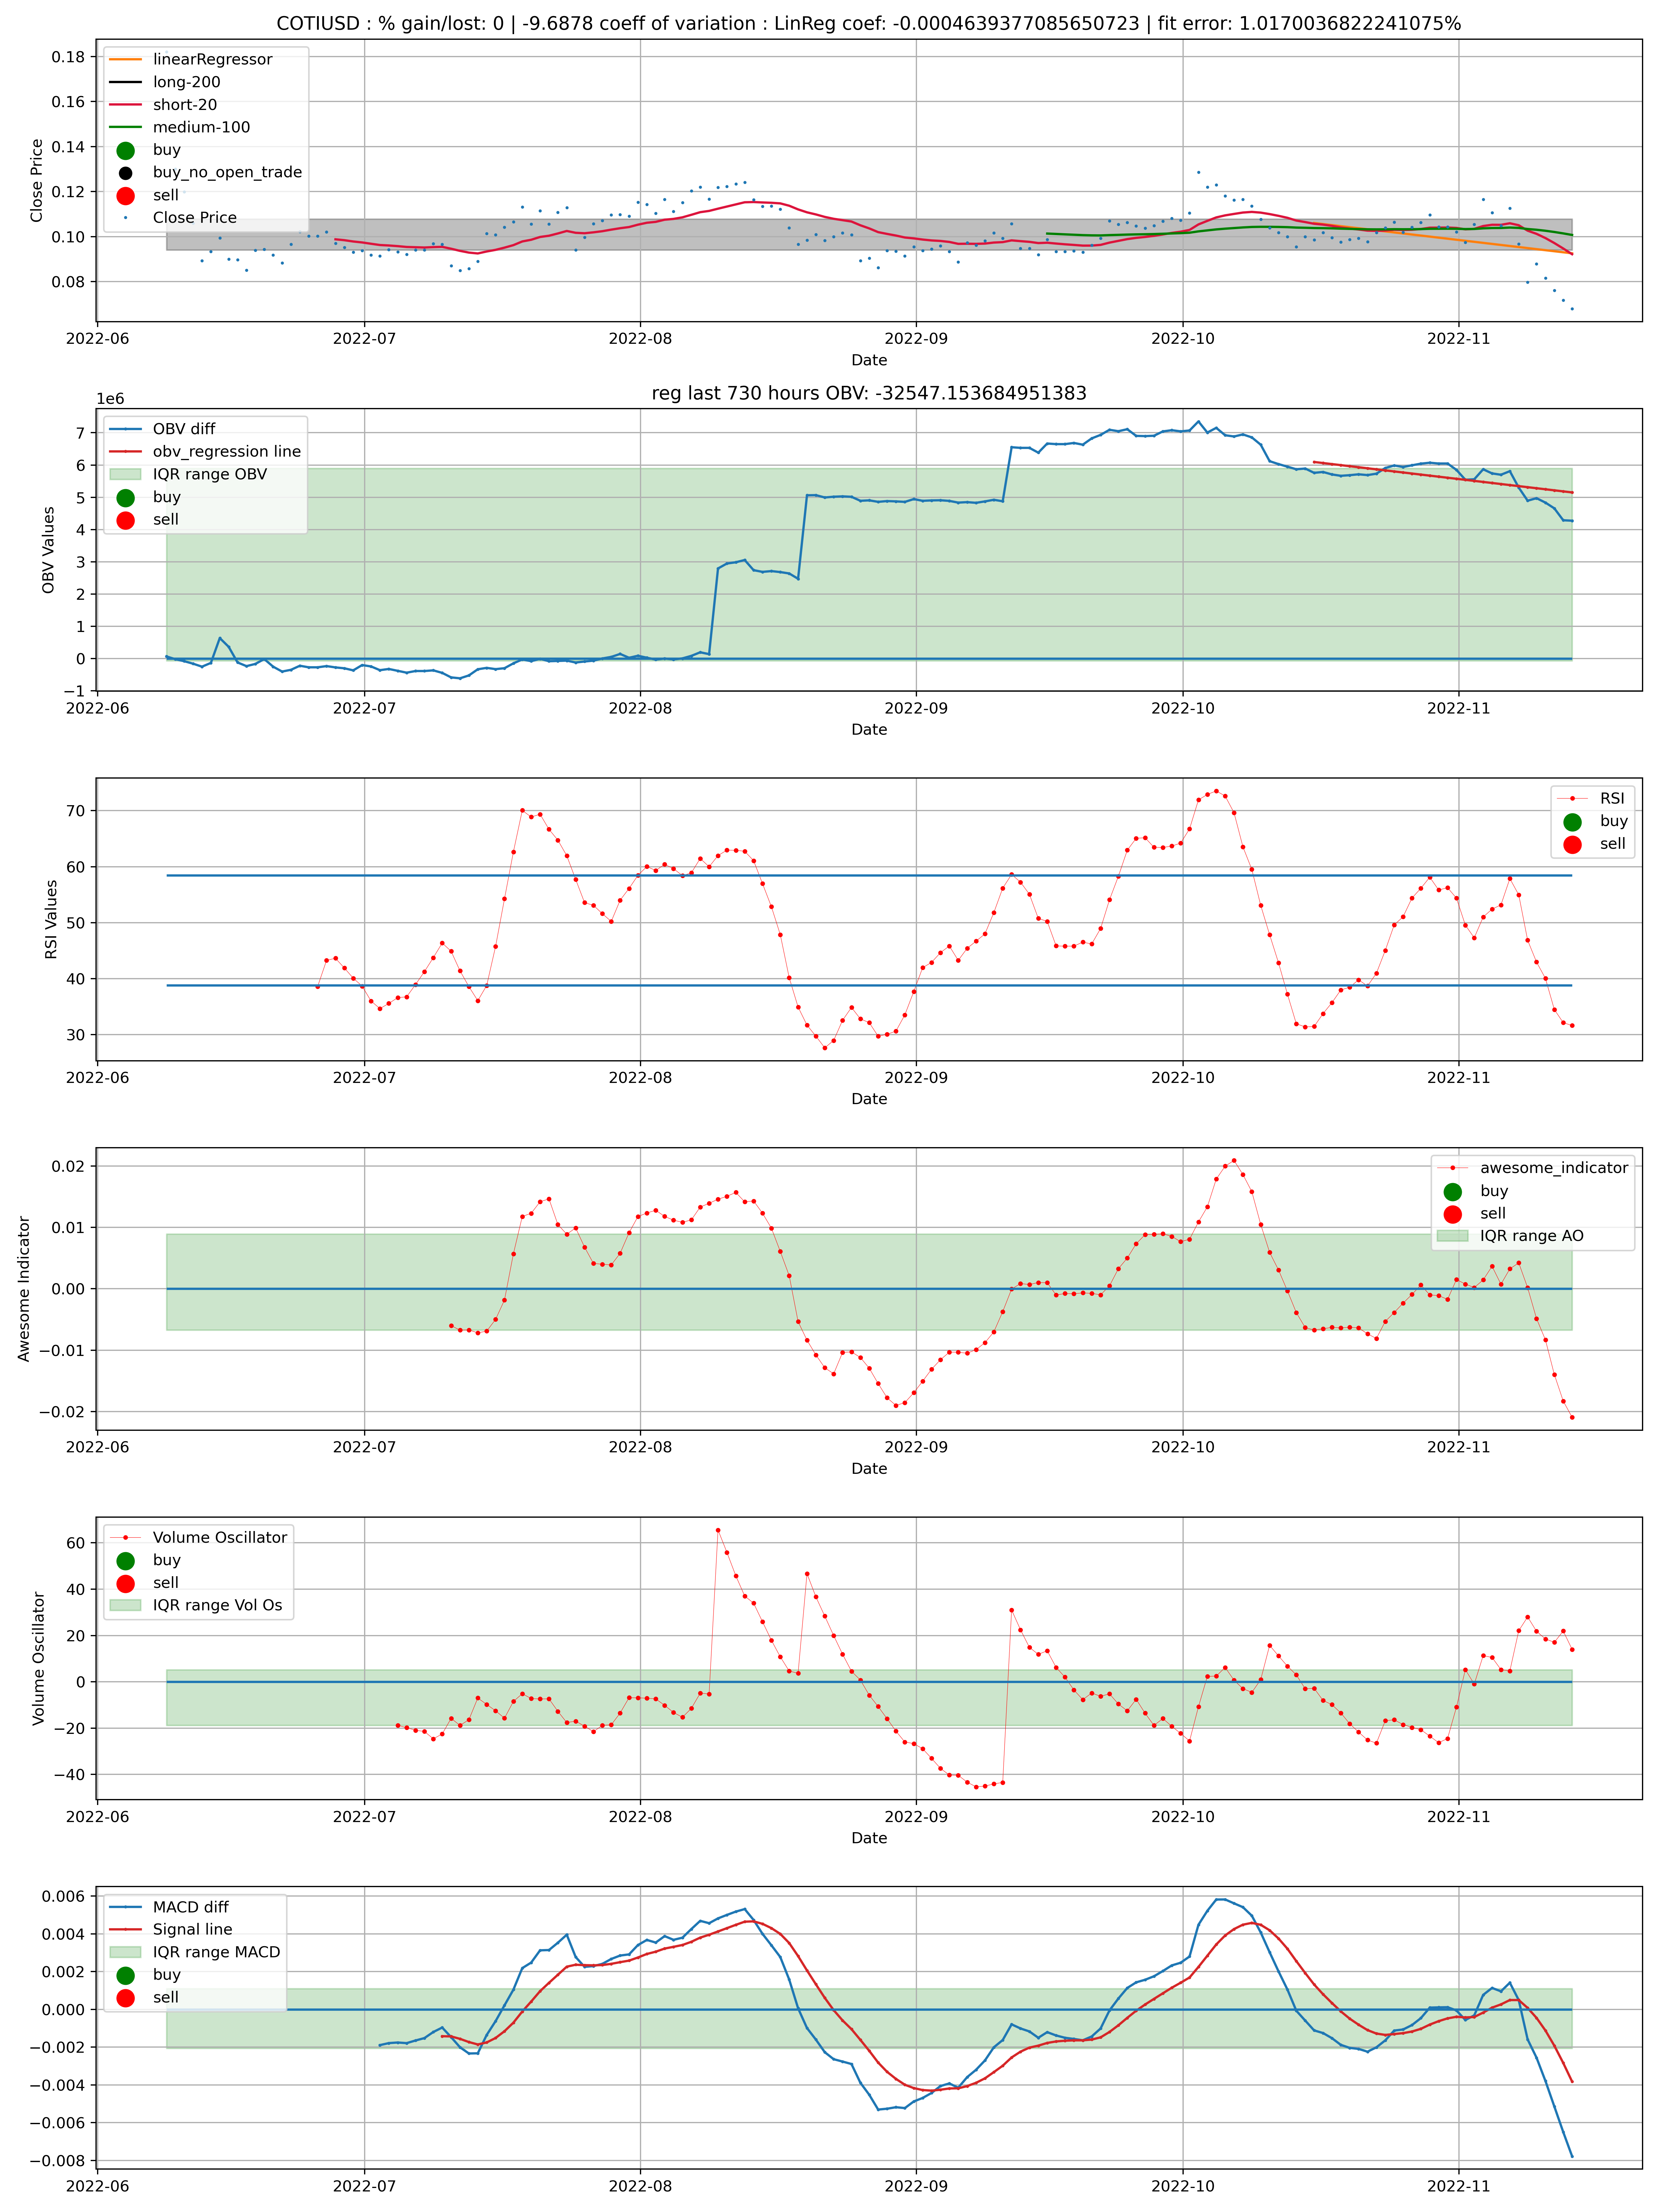 COTIUSD : % gain/lost: 0 | -9.6878 coeff of variation : LinReg coef: -0.0004639377085650723 | fit error: 1.0170036822241075%
linearRegressor
long-200
short-20
medium-100
buy
buy_no_open_trade
sell
Close Price
Close Price
0.18
0.16
0.14
0.12
0.10
0.08
2022-06
2022-07
2022-08
2022-09
2022-10
2022-11
Date
reg last 730 hours OBV: -32547.153684951383
1e6
OBV diff
obv_regression line
IQR range OBV
buy
sell
OBV Values
7
6
5
4
3
2
1
0
−1
2022-06
2022-07
2022-08
2022-09
2022-10
2022-11
Date
RSI
buy
sell
RSI Values
70
60
50
40
30
2022-06
2022-07
2022-08
2022-09
2022-10
2022-11
Date
awesome_indicator
buy
sell
IQR range AO
Awesome Indicator
0.02
0.01
0.00
−0.01
−0.02
2022-06
2022-07
2022-08
2022-09
2022-10
2022-11
Date
Volume Oscillator
buy
sell
IQR range Vol Os
Volume Oscillator
60
40
20
0
−20
−40
2022-06
2022-07
2022-08
2022-09
2022-10
2022-11
Date
MACD diff
Signal line
IQR range MACD
buy
sell
0.006
0.004
0.002
0.000
−0.002
−0.004
−0.006
−0.008
2022-06
2022-07
2022-08
2022-09
2022-10
2022-11
Date